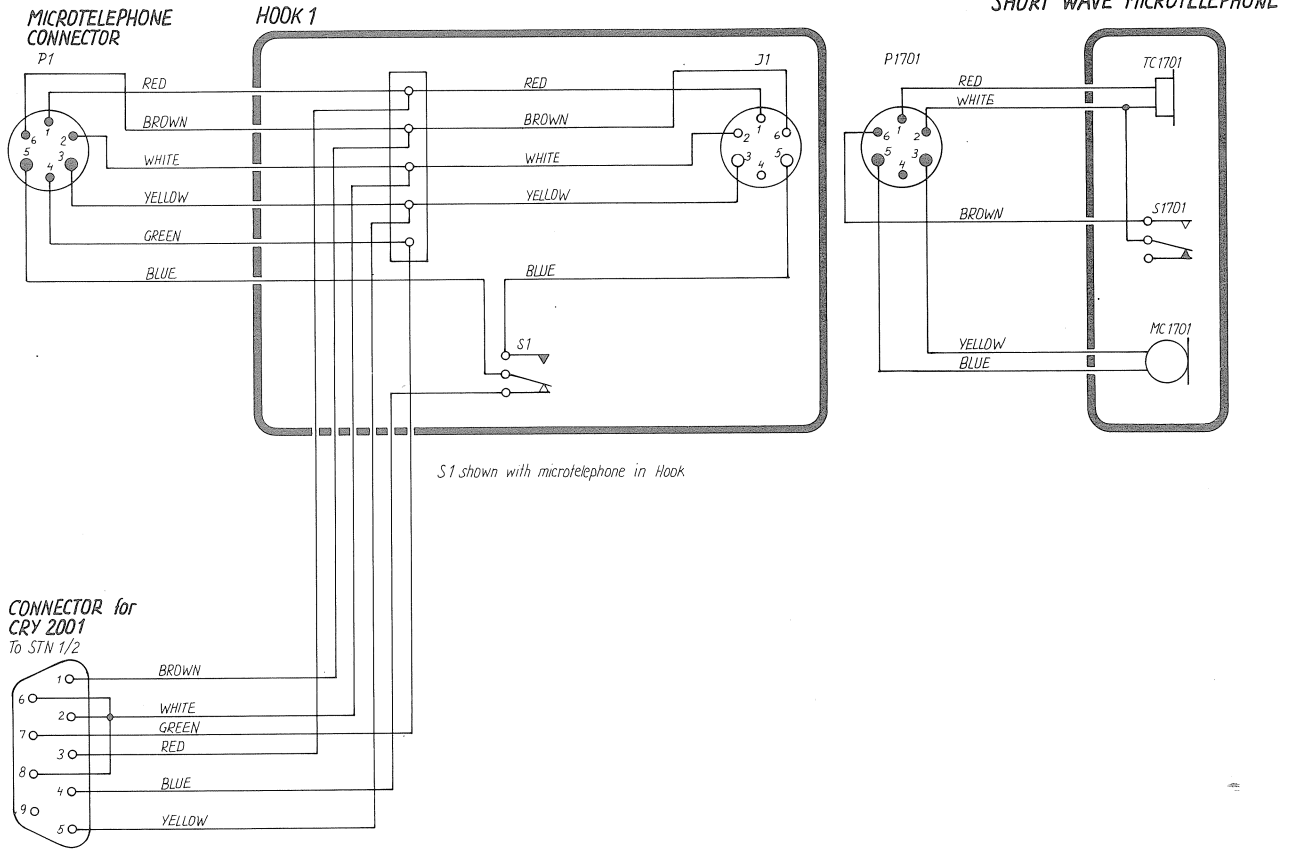 SHORT WAVE MICROTELEPHONE
MICROTELEPHONE
CONNECTOR
HOOK 1
P1
J1
P1701
TC1701
RED
RED
RED
WHITE
BROWN
BROWN
WHITE
WHITE
YELLOW
YELLOW
GREEN
BLUE
BLUE
1
2
3
4
5
6
1
2
3
4
5
6
1
2
3
4
5
6
BROWN
S1701
S1
YELLOW
BLUE
MC1701
S1 shown with microtelephone in Hook
CONNECTOR for
CRY 2001
To STN 1/2
1
BROWN
6
2
WHITE
7
GREEN
3
RED
8
4
BLUE
9
5
YELLOW